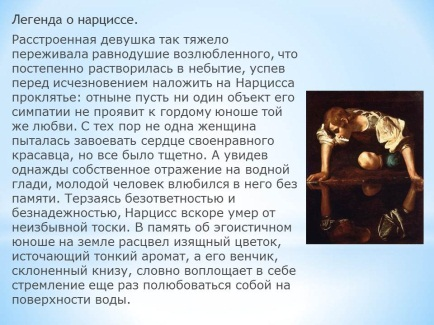 Легенда о нарциссе.
Расстроенная девушка так тяжело
переживала равнодушие возлюбленного, что
постепенно растворилась в небытие, успев
перед исчезновением наложить на Нарцисса
проклятье: отныне пусть ни один объект его
симпатии не проявит к гордому юноше той
же любви. С тех пор не одна женщина
пыталась завоевать сердце своенравного
красавца, но все было тщетно. А увидев
однажды собственное отражение на водной
глади, молодой человек влюбился в него без
памяти. Терзаясь безответностью и
безнадежностью, Нарцисс вскоре умер от
неизбывной тоски. В память об эгоистичном
юноше на земле расцвел изящный цветок,
источающий тонкий аромат, а его венчик,
склоненный книзу, словно воплощает в себе
стремление еще раз полюбоваться собой на
поверхности воды.